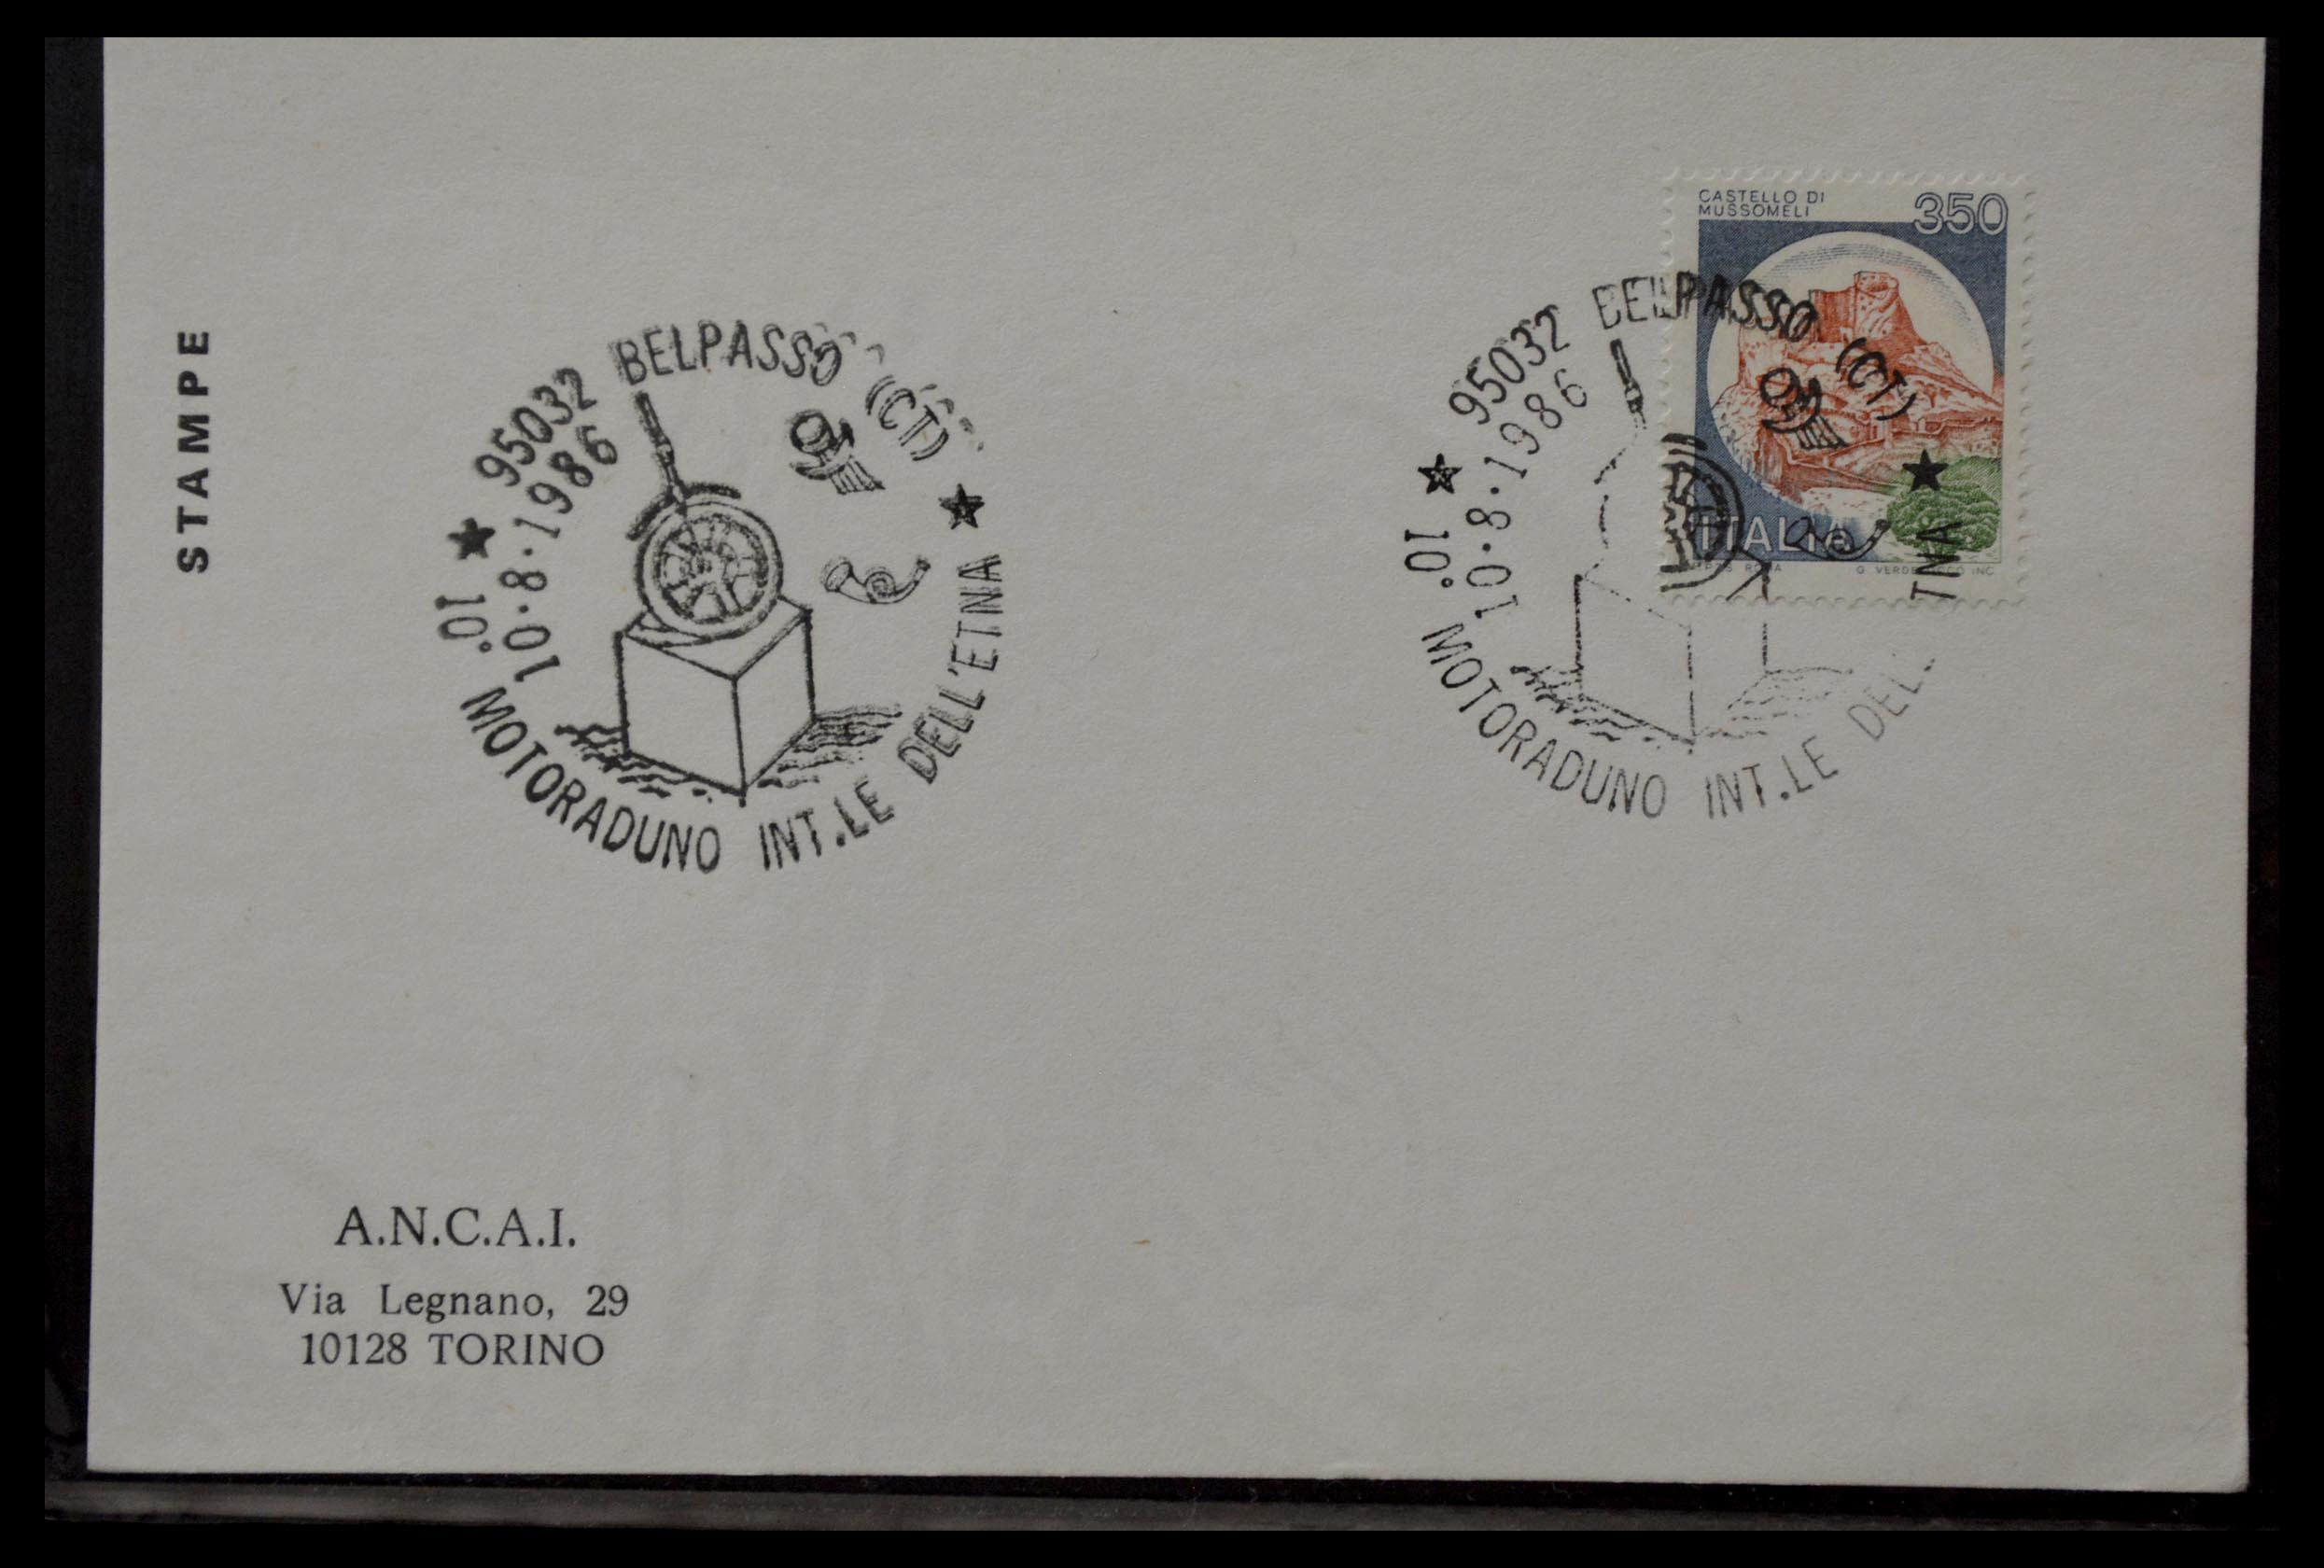 STAMPE
95032 BELPASSO (CT)
10·8·1986
10. MOTORADUNO INT.LE DELL'ETNA
CASTELLO DI
MUSSOMELI
350
ITALIA
95032 BELPASSO (CT)
10·8·1986
10. MOTORADUNO INT.LE DEL TNA
A.N.C.A.I.
Via Legnano, 29
10128 TORINO